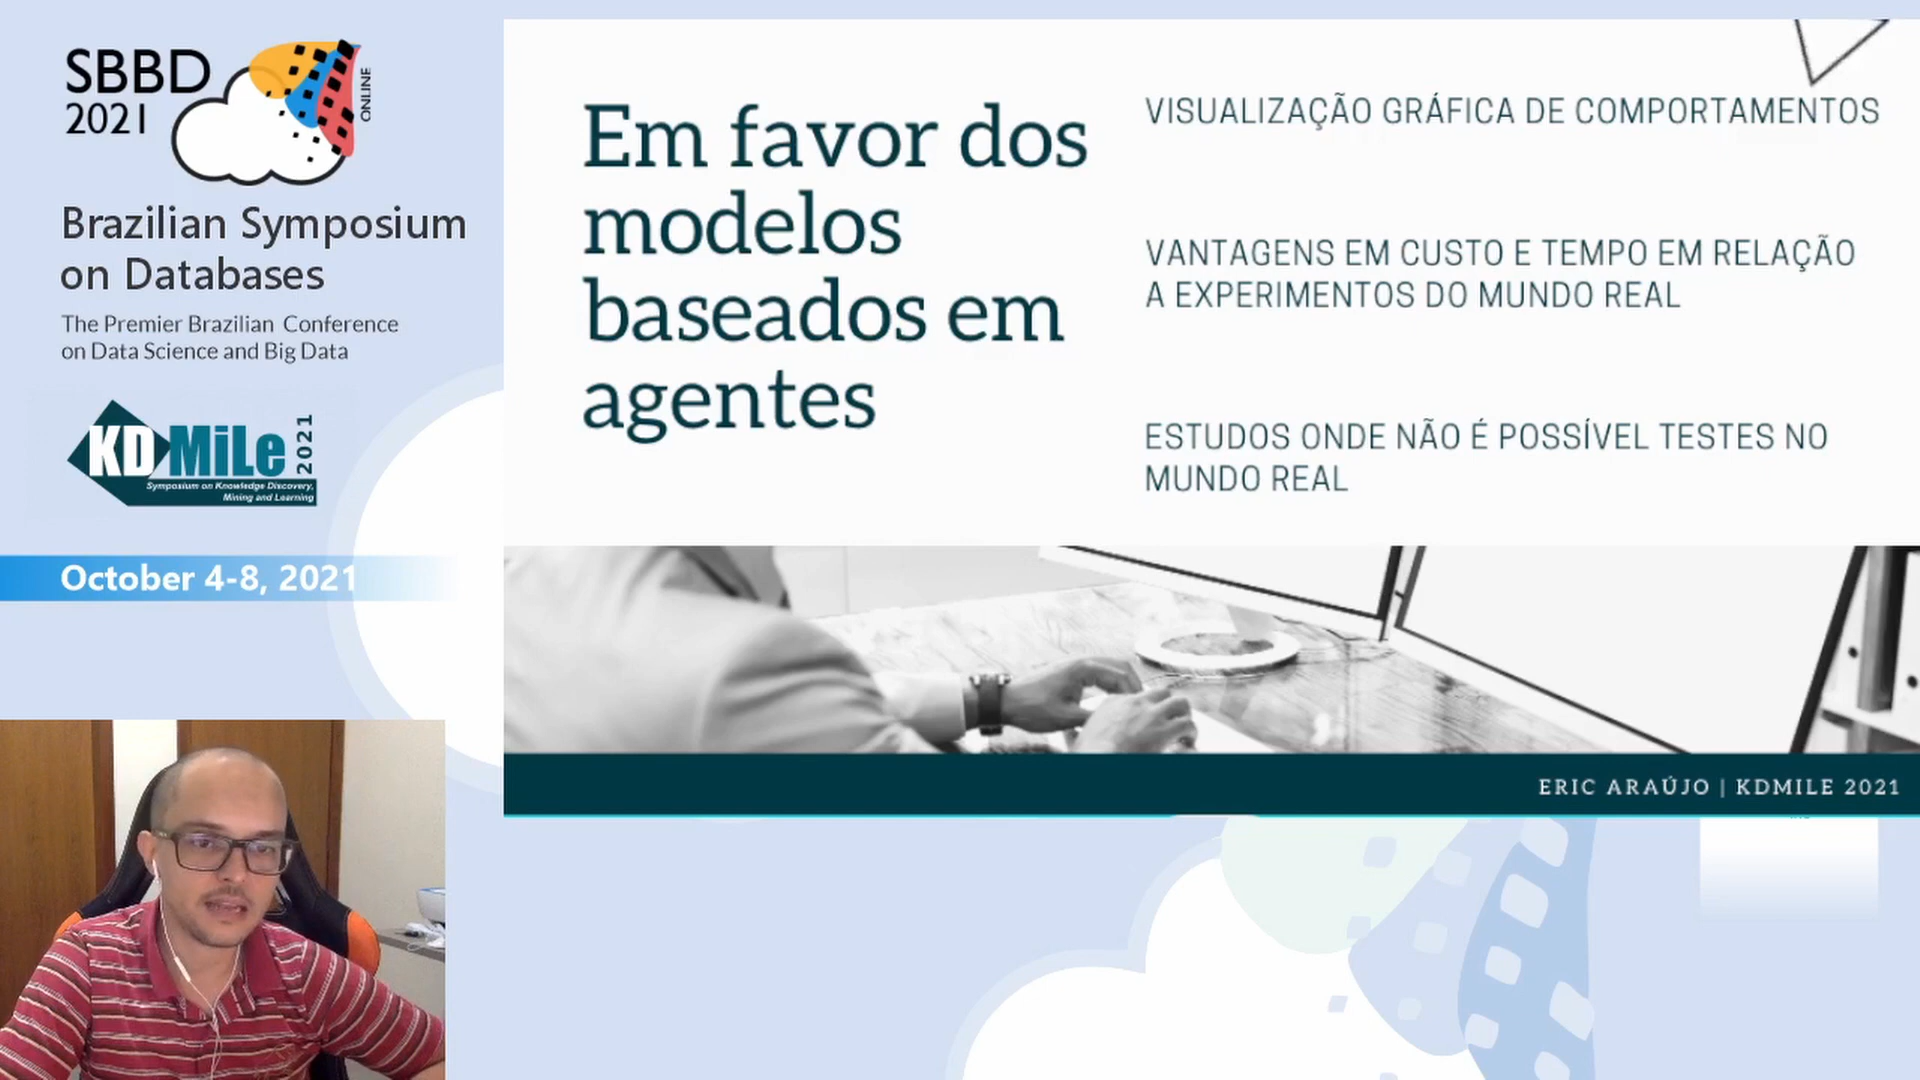 SBBD
2021
ONLINE
Brazilian Symposium
on Databases
The Premier Brazilian Conference
on Data Science and Big Data
KDMiLe 2021
Symposium on Knowledge Discovery,
Mining and Learning
October 4-8, 2021
Em favor dos
modelos
baseados em
agentes
VISUALIZAÇÃO GRÁFICA DE COMPORTAMENTOS
VANTAGENS EM CUSTO E TEMPO EM RELAÇÃO
A EXPERIMENTOS DO MUNDO REAL
ESTUDOS ONDE NÃO É POSSÍVEL TESTES NO
MUNDO REAL
ERIC ARAÚJO | KDMILE 2021